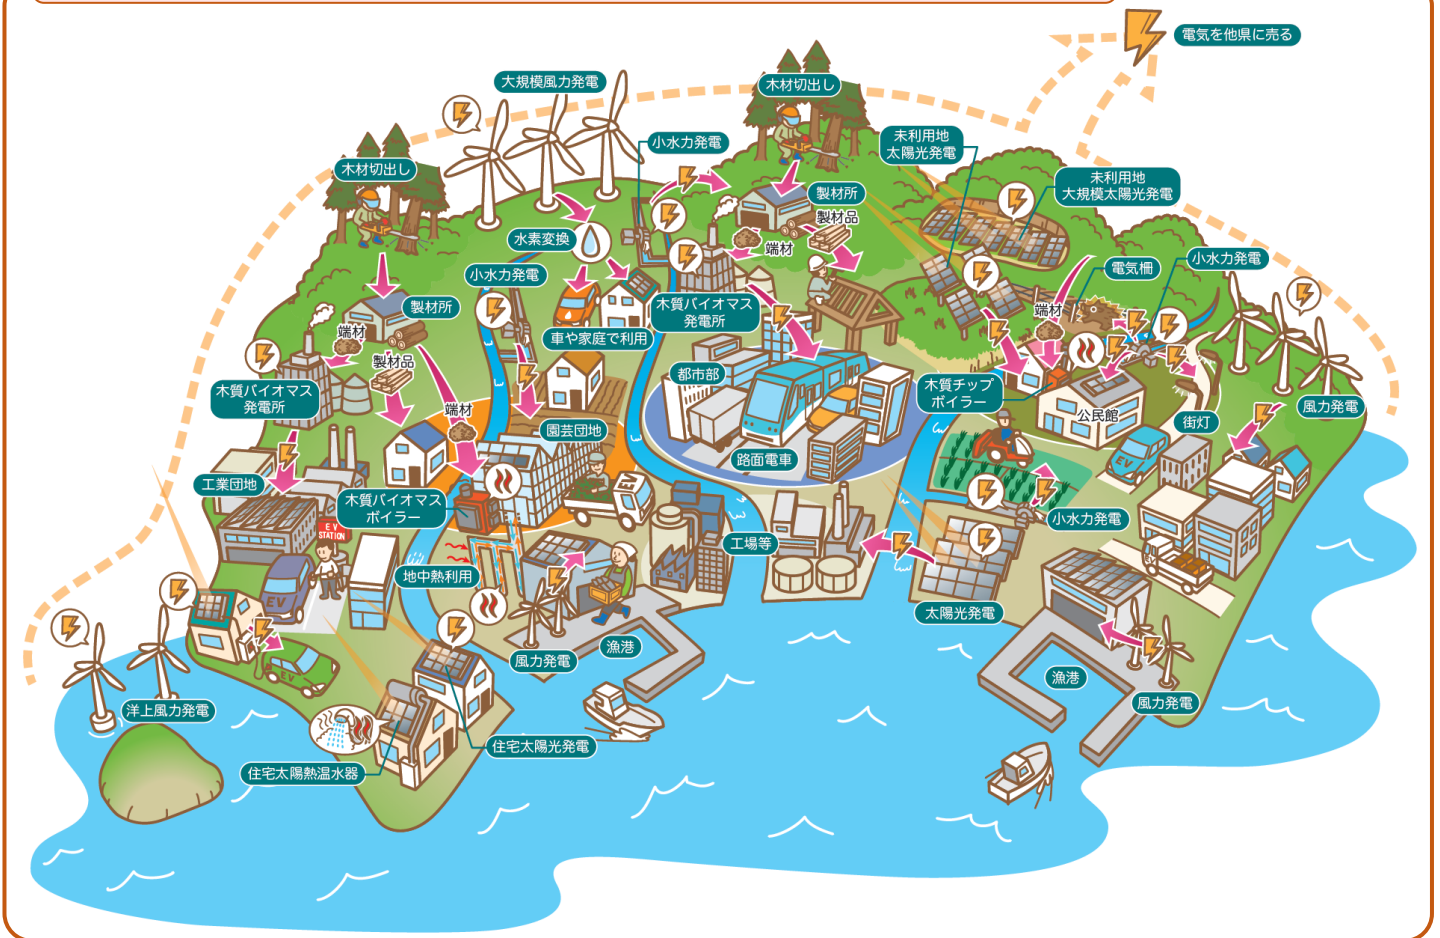 電気を他県に売る
大規模風力発電
木材切出し
小水力発電
未利用地
太陽光発電
木材切出し
未利用地
大規模太陽光発電
製材所
製材品
水素変換
端材
小水力発電
電気柵
小水力発電
製材所
木質バイオマス
発電所
端材
端材
車や家庭で利用
製材品
都市部
木質チップ
ボイラー
木質バイオマス
発電所
端材
公民館
街灯
風力発電
園芸団地
路面電車
工業団地
木質バイオマス
ボイラー
EV
小水力発電
EV
STATION
工場等
地中熱利用
EV
太陽光発電
漁港
風力発電
EV
漁港
風力発電
洋上風力発電
住宅太陽光発電
住宅太陽熱温水器